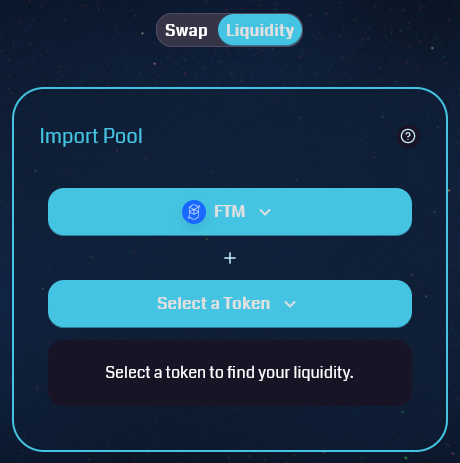 Swap Liquidity
Import Pool
FTM
+
Select a Token
Select a token to find your liquidity.